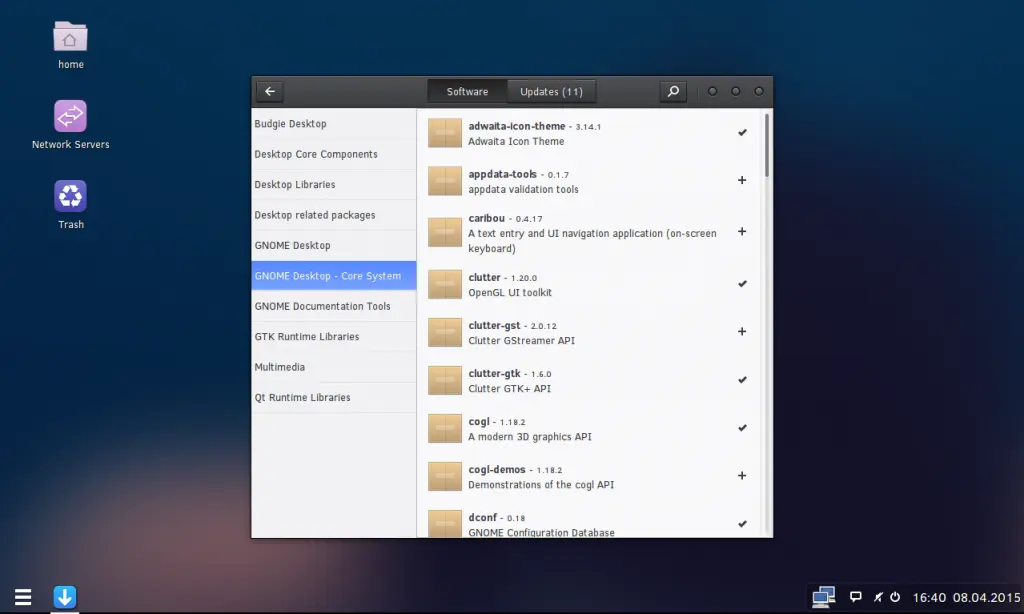 home
Network Servers
Trash
Software
Updates (11)
Budgie Desktop
Desktop Core Components
Desktop Libraries
Desktop related packages
GNOME Desktop
GNOME Desktop - Core System
GNOME Documentation Tools
GTK Runtime Libraries
Multimedia
Qt Runtime Libraries
adwaita-icon-theme - 3.14.1
Adwaita Icon Theme
appdata-tools - 0.1.7
appdata validation tools
caribou - 0.4.17
A text entry and UI navigation application (on-screen
keyboard)
clutter - 1.20.0
OpenGL UI toolkit
clutter-gst - 2.0.12
Clutter GStreamer API
clutter-gtk - 1.6.0
Clutter GTK+ API
cogl - 1.18.2
A modern 3D graphics API
cogl-demos - 1.18.2
Demonstrations of the cogl API
dconf - 0.18
GNOME Configuration Database
16:40 08.04.2015